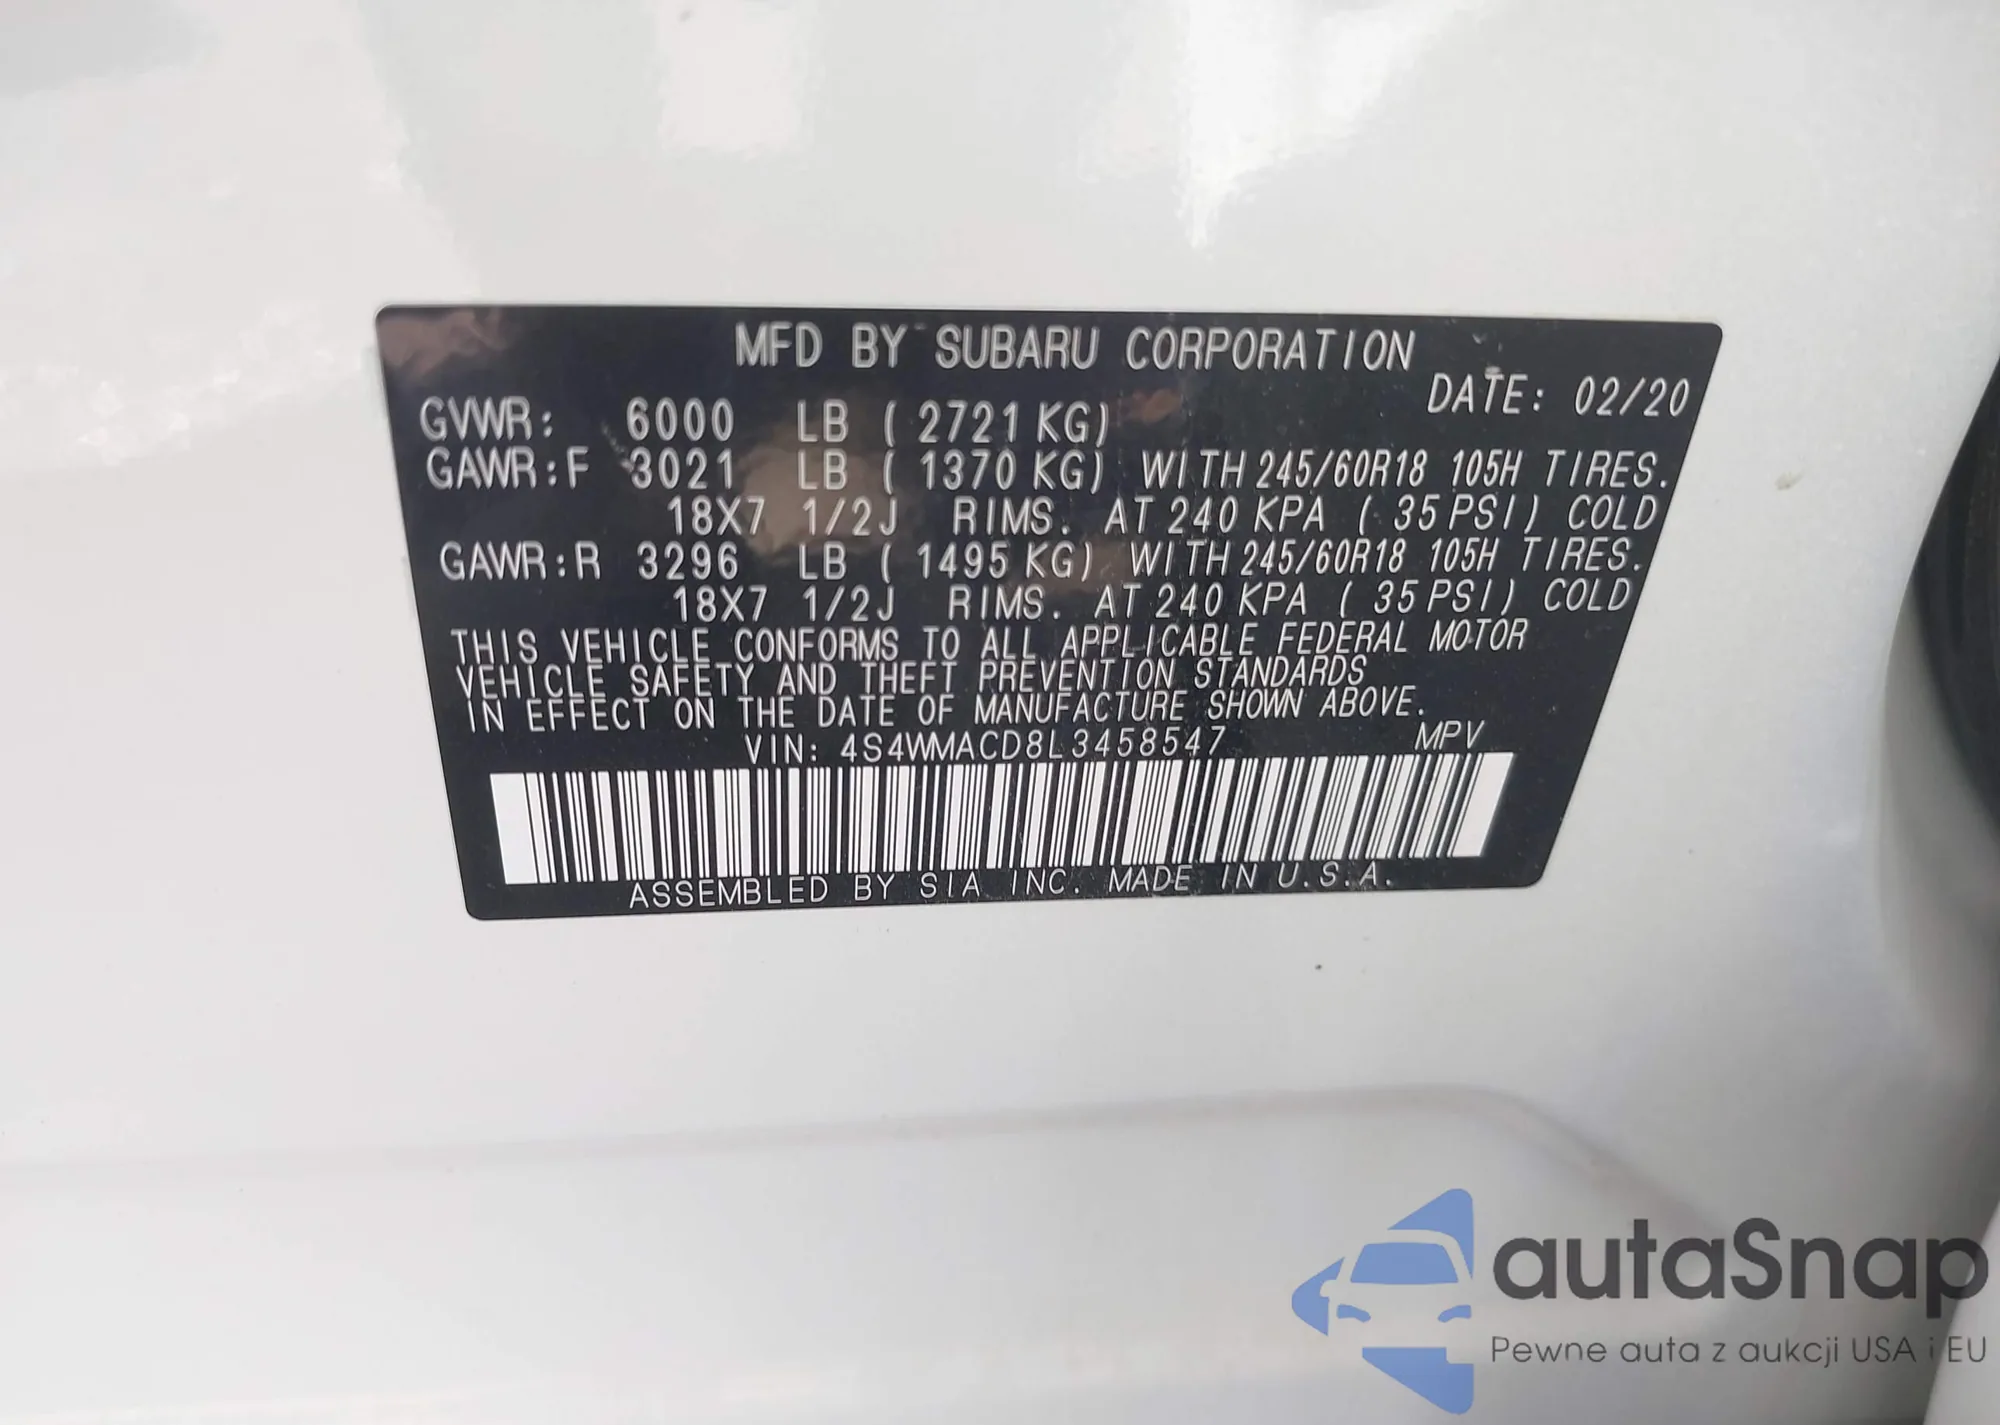 MFD BY SUBARU CORPORATION
DATE: 02/20
GVWR: 6000 LB ( 2721 KG)
GAWR:F 3021 LB ( 1370 KG) WITH 245/60R18 105H TIRES.
18X7 1/2J RIMS. AT 240 KPA ( 35 PSI) COLD
GAWR:R 3296 LB ( 1495 KG) WITH 245/60R18 105H TIRES.
18X7 1/2J RIMS. AT 240 KPA ( 35 PSI) COLD
THIS VEHICLE CONFORMS TO ALL APPLICABLE FEDERAL MOTOR
VEHICLE SAFETY AND THEFT PREVENTION STANDARDS
IN EFFECT ON THE DATE OF MANUFACTURE SHOWN ABOVE.
VIN: 4S4WMACD8L3458547 MPV
ASSEMBLED BY SIA INC. MADE IN U.S.A.
autaSnap
Pewne auta z aukcji USA i EU